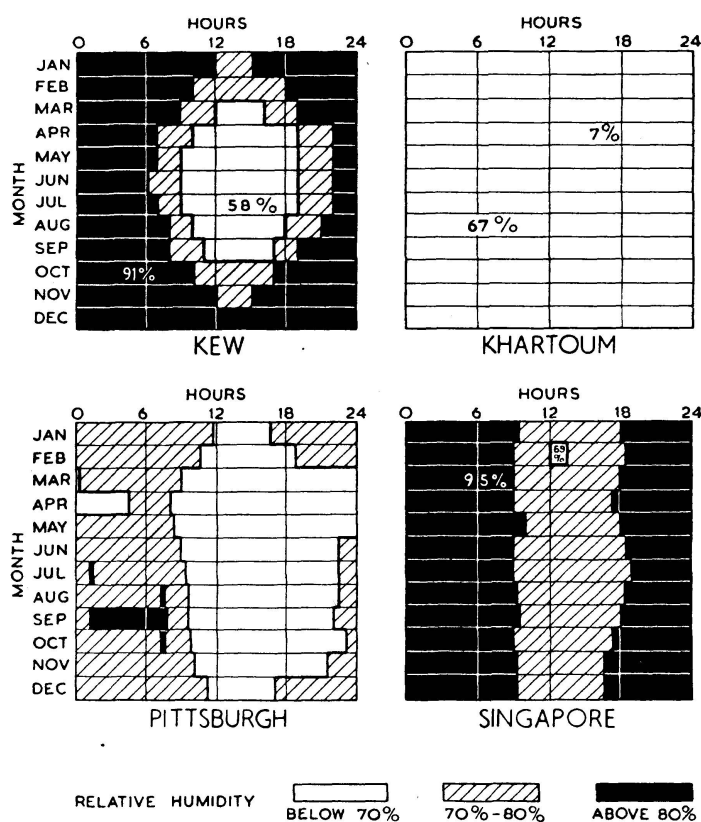 HOURS
0 6 12 18 24
JAN
FEB
MAR
APR
MAY
JUN
JUL
AUG
SEP
OCT
NOV
DEC
MONTH
58%
91%
KEW
HOURS
0 6 12 18 24
7%
67%
KHARTOUM
HOURS
0 6 12 18 24
JAN
FEB
MAR
APR
MAY
JUN
JUL
AUG
SEP
OCT
NOV
DEC
MONTH
PITTSBURGH
HOURS
0 6 12 18 24
69
%
95%
SINGAPORE
RELATIVE HUMIDITY
BELOW 70%
70%-80%
ABOVE 80%